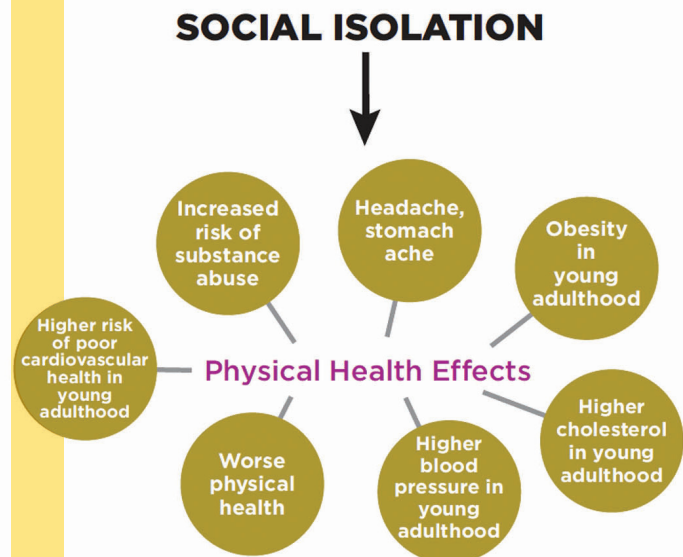 SOCIAL ISOLATION
Increased
risk of
substance
abuse
Headache,
stomach
ache
Obesity
in
young
adulthood
Higher risk
of poor
cardiovascular
health in
young
adulthood
Physical Health Effects
Higher
cholesterol
in young
adulthood
Worse
physical
health
Higher
blood
pressure in
young
adulthood